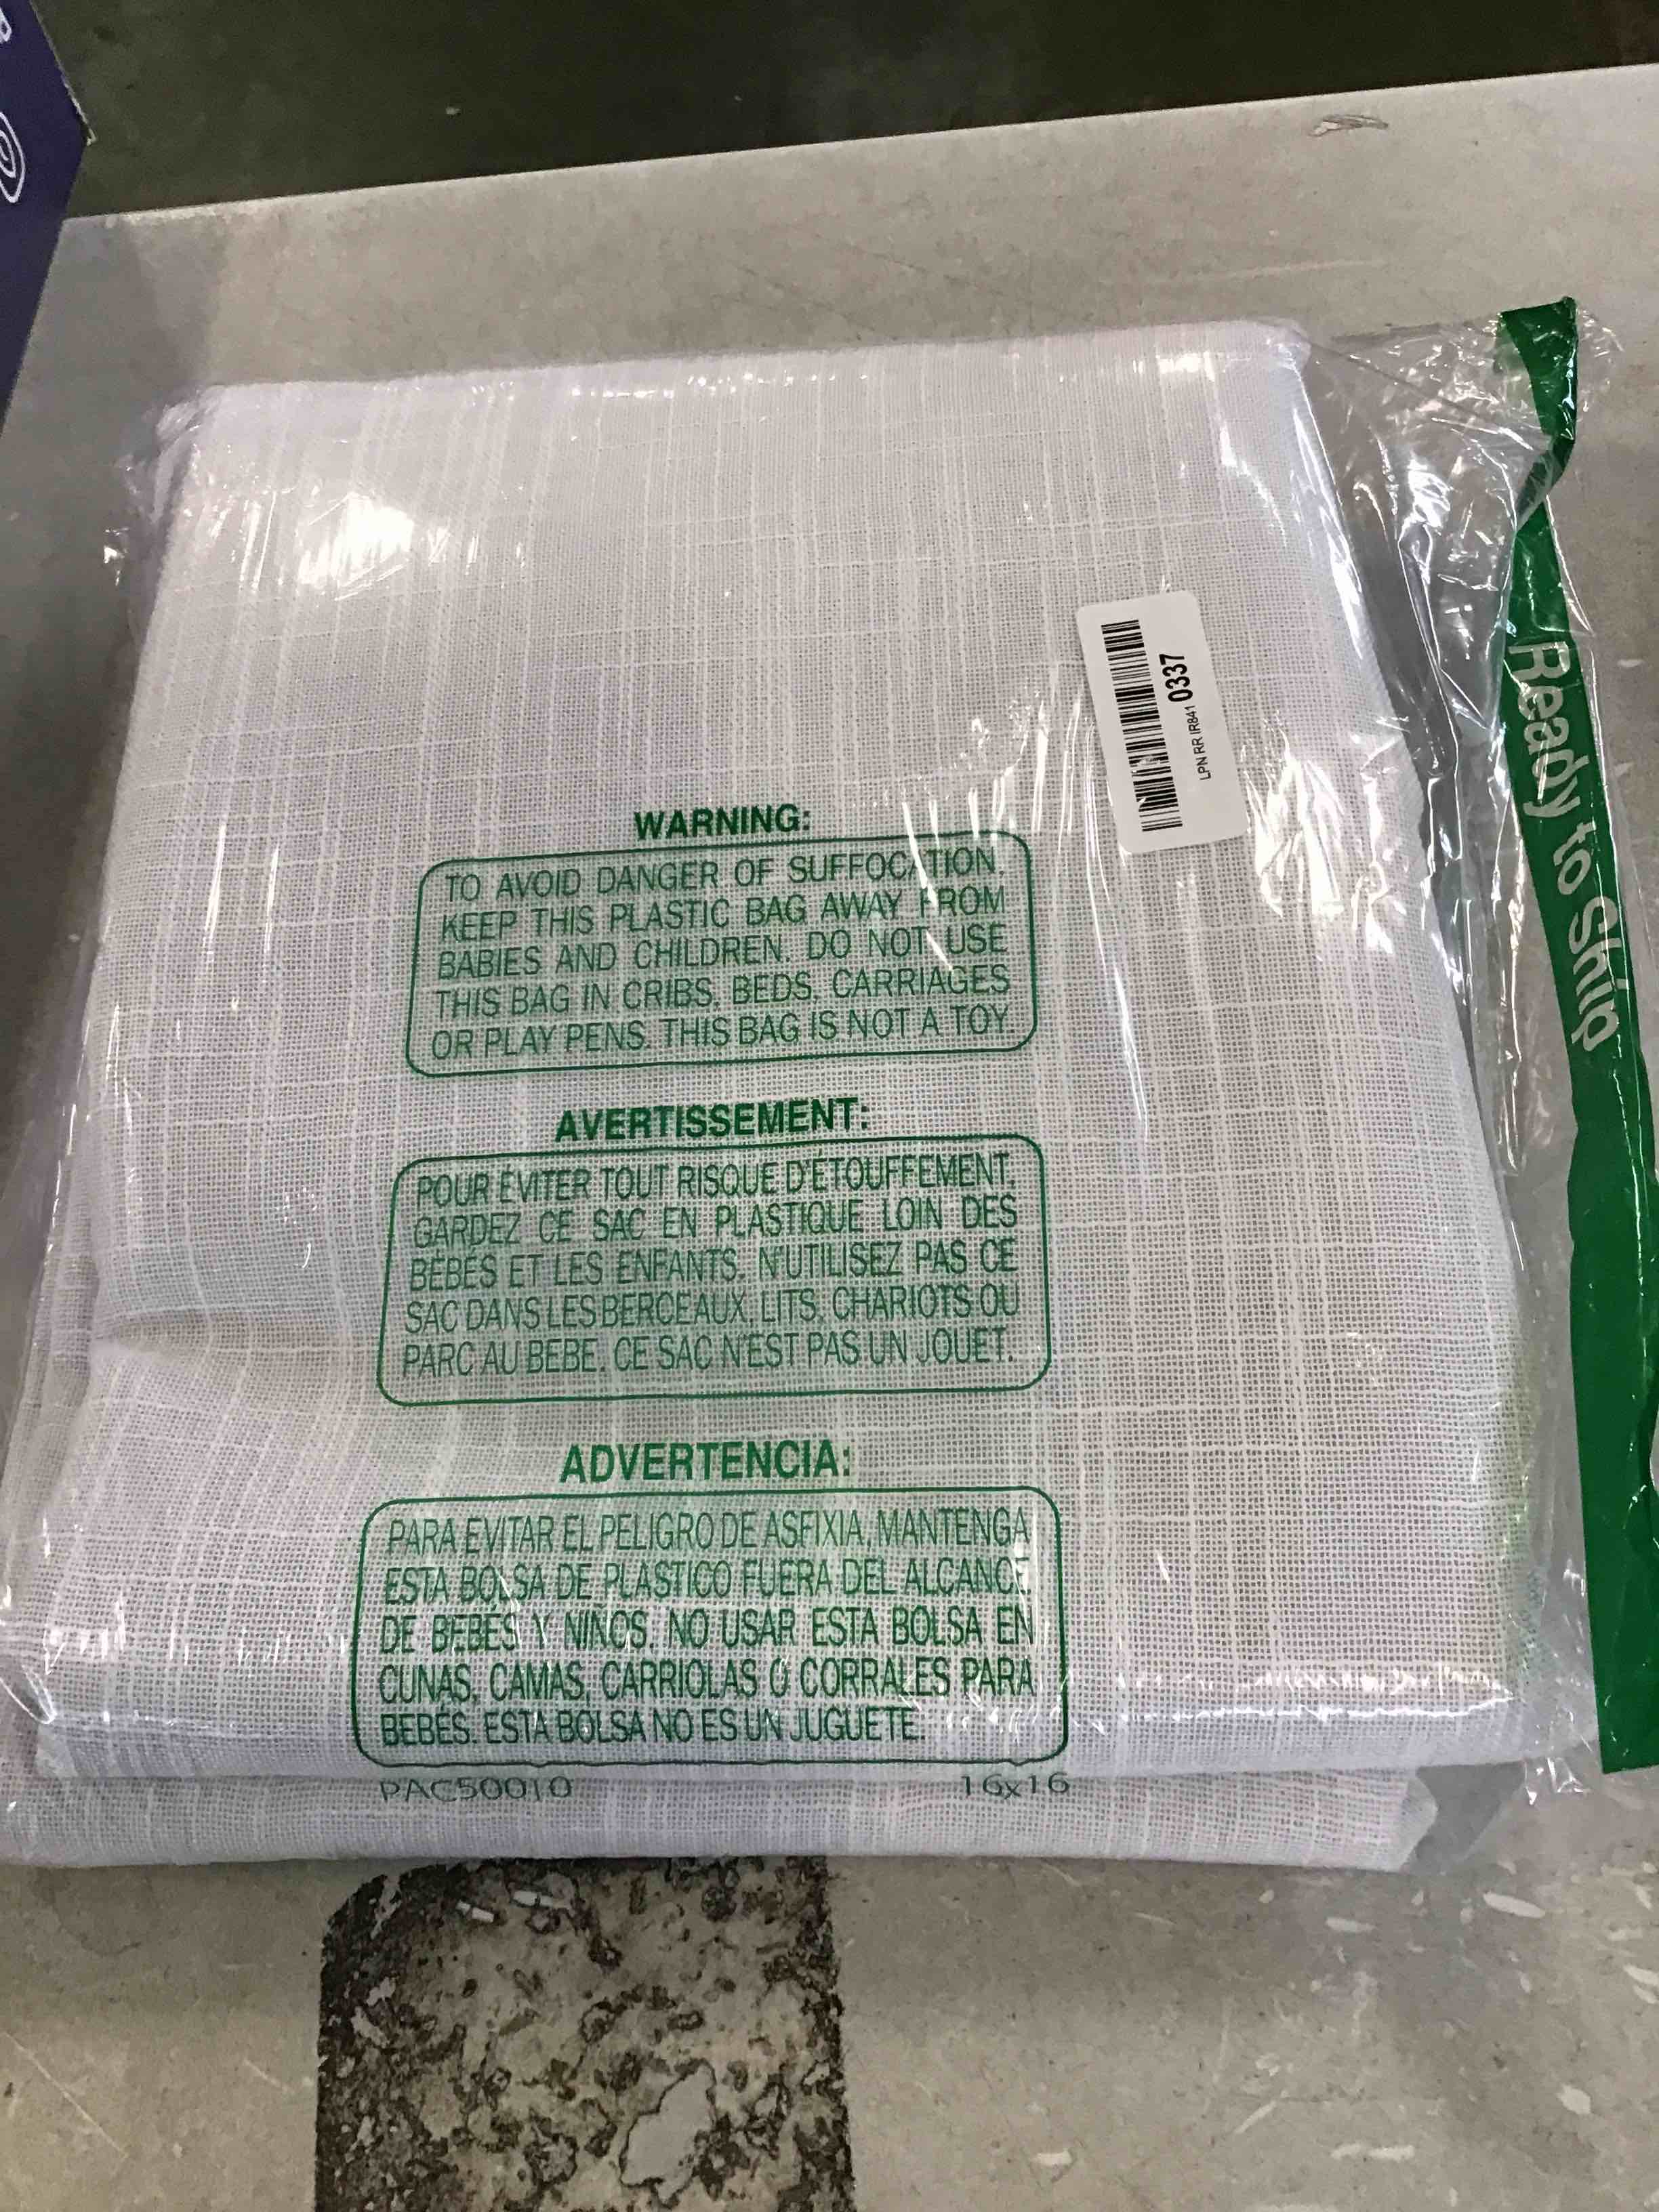 LPN RR IR841 0337
Ready to Ship
WARNING:
TO AVOID DANGER OF SUFFOCATION,
KEEP THIS PLASTIC BAG AWAY FROM
BABIES AND CHILDREN. DO NOT USE
THIS BAG IN CRIBS, BEDS, CARRIAGES
OR PLAY PENS. THIS BAG IS NOT A TOY.
AVERTISSEMENT:
POUR ÉVITER TOUT RISQUE D'ÉTOUFFEMENT,
GARDEZ CE SAC EN PLASTIQUE LOIN DES
BÉBÉS ET LES ENFANTS. N'UTILISEZ PAS CE
SAC DANS LES BERCEAUX, LITS, CHARIOTS OU
PARC AU BEBE. CE SAC N'EST PAS UN JOUET.
ADVERTENCIA:
PARA EVITAR EL PELIGRO DE ASFIXIA, MANTENGA
ESTA BOLSA DE PLASTICO FUERA DEL ALCANCE
DE BEBÉS Y NIÑOS. NO USAR ESTA BOLSA EN
CUNAS, CAMAS, CARRIOLAS O CORRALES PARA
BEBÉS. ESTA BOLSA NO ES UN JUGUETE.
PAC50010 16x16